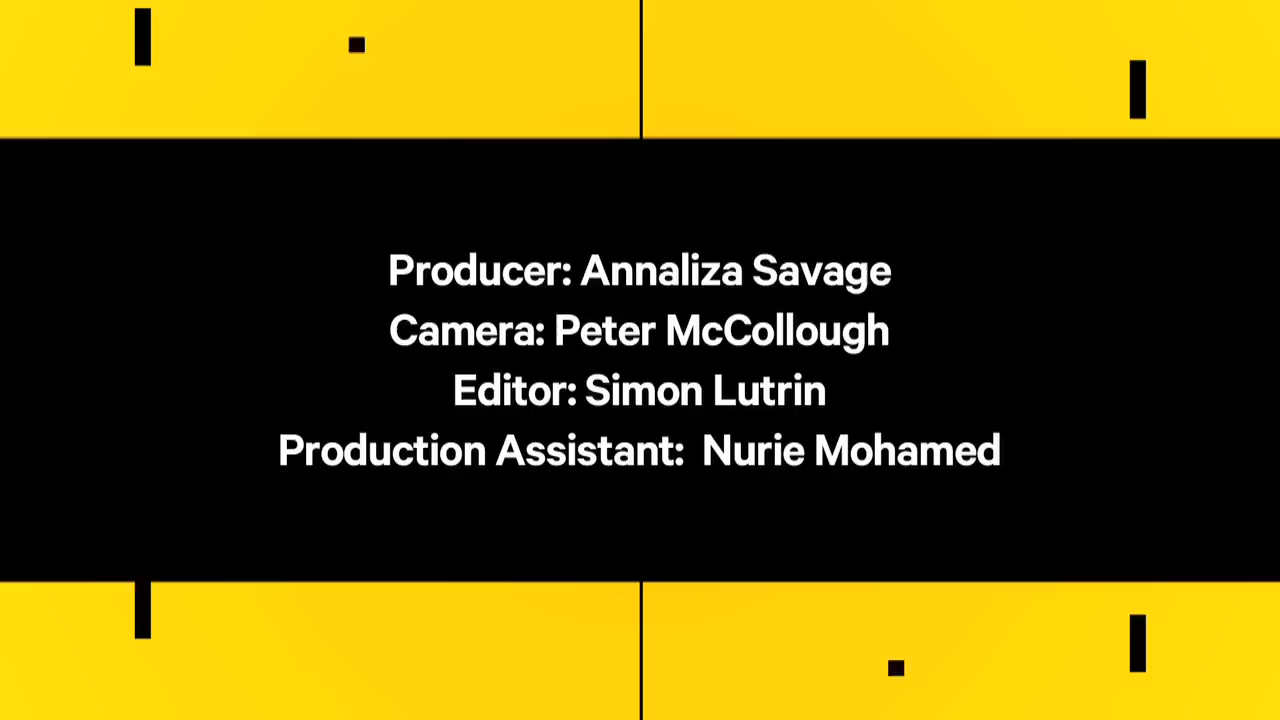 Producer: Annaliza Savage
Camera: Peter McCollough
Editor: Simon Lutrin
Production Assistant:  Nurie Mohamed